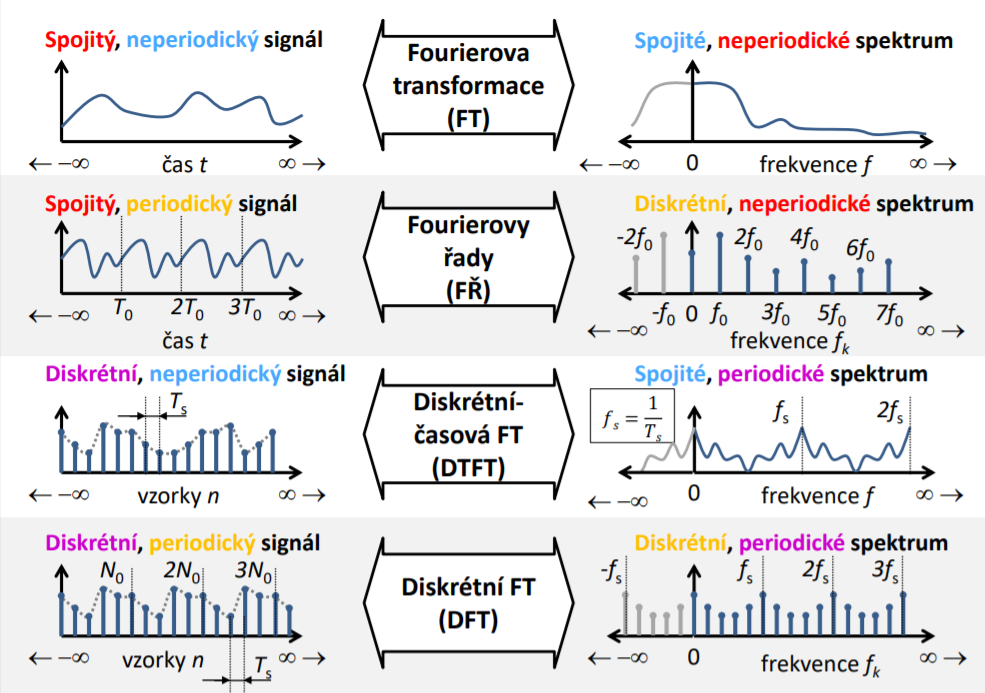 Spojitý, neperiodický signál
čas t
← −∞
∞ →
Fourierova
transformace
(FT)
Spojité, neperiodické spektrum
← −∞
0
frekvence f
∞ →
Spojitý, periodický signál
T₀
2T₀
3T₀
← −∞
∞ →
čas t
Fourierovy
řady
(FŘ)
Diskrétní, neperiodické spektrum
-2f₀
2f₀
4f₀
6f₀
-f₀
0
f₀
3f₀
5f₀
7f₀
← −∞
∞ →
frekvence fₖ
Diskrétní, neperiodický signál
Tₛ
← −∞
vzorky n
∞ →
Diskrétní-
časová FT
(DTFT)
Spojité, periodické spektrum
fₛ = 1/Tₛ
fₛ
2fₛ
← −∞
0
frekvence f
∞ →
Diskrétní, periodický signál
N₀
2N₀
3N₀
← −∞
vzorky n
Tₛ
∞ →
Diskrétní FT
(DFT)
Diskrétní, periodické spektrum
-fₛ
fₛ
2fₛ
3fₛ
← −∞
0
frekvence fₖ
∞ →